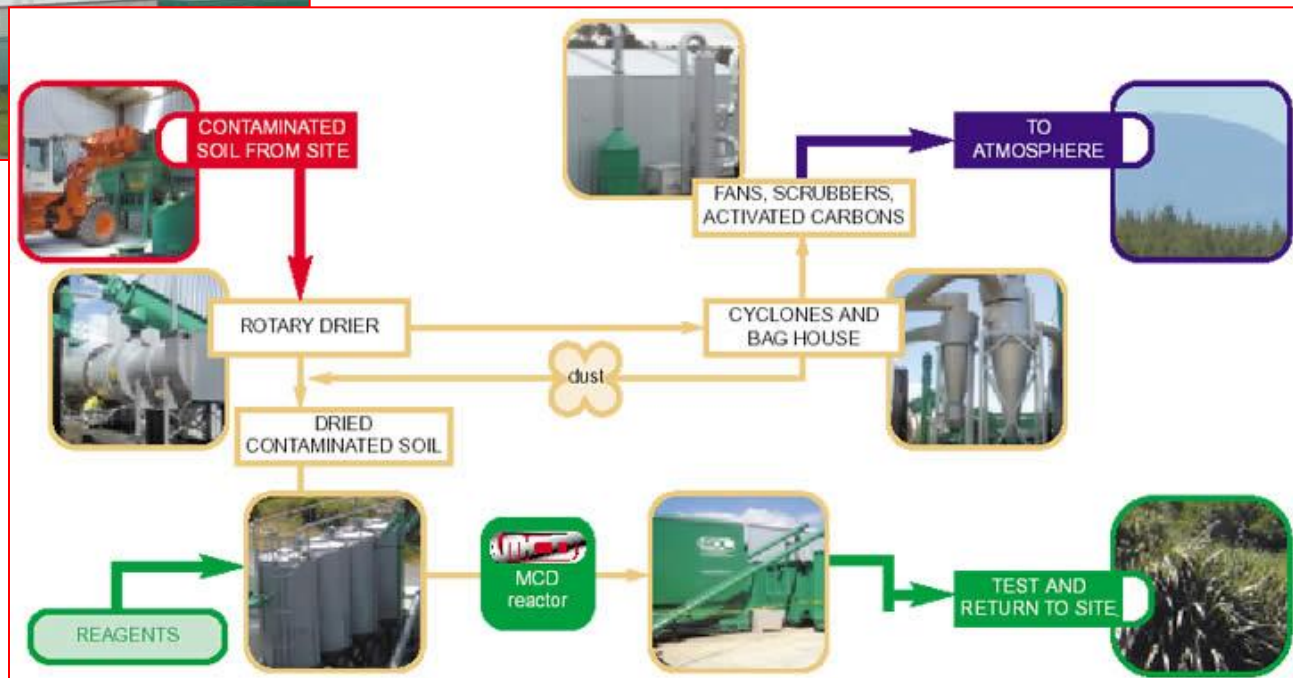 CONTAMINATED
SOIL FROM SITE
TO
ATMOSPHERE
FANS, SCRUBBERS,
ACTIVATED CARBONS
ROTARY DRIER
CYCLONES AND
BAG HOUSE
dust
DRIED
CONTAMINATED SOIL
REAGENTS
MCD
MCD
reactor
TEST AND
RETURN TO SITE